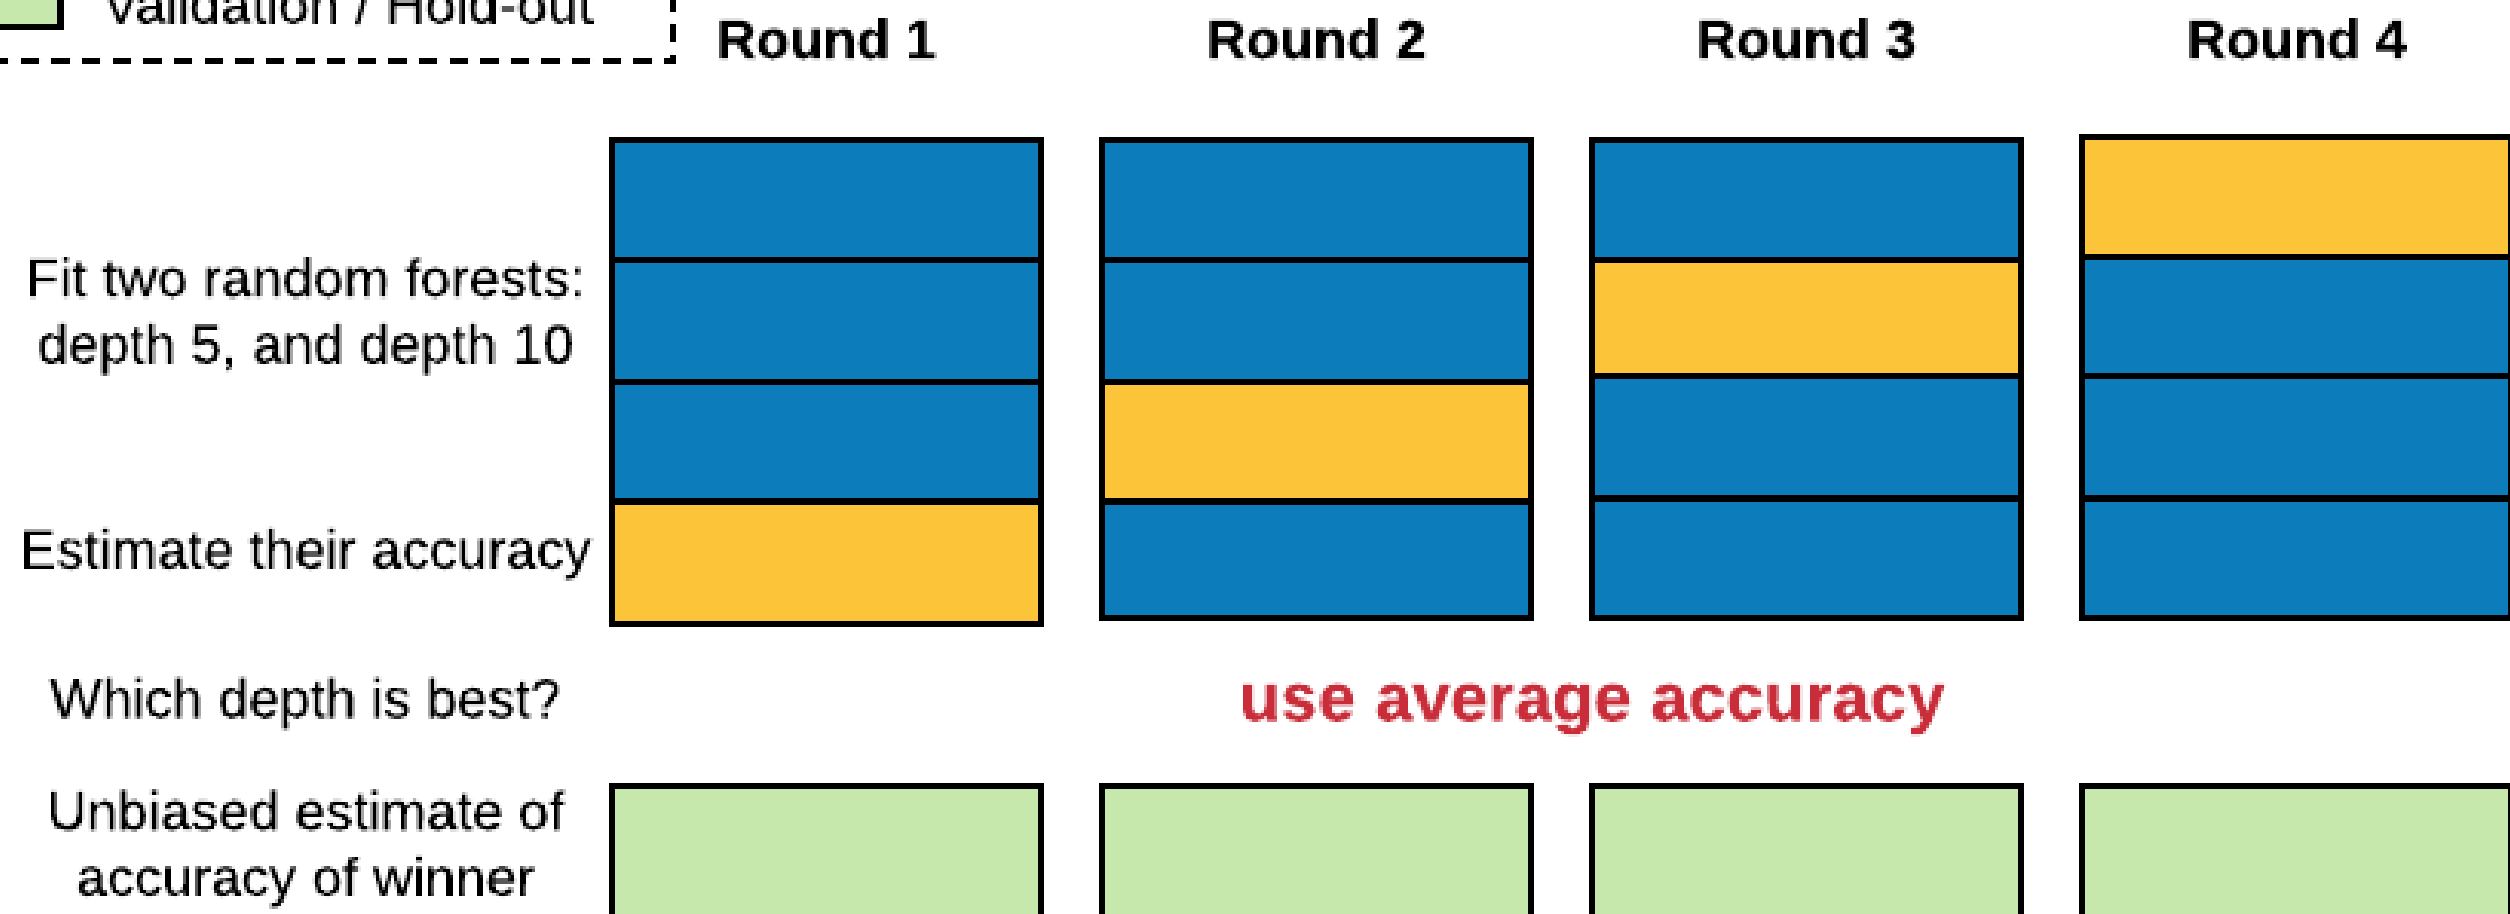 Validation / Hold-out
Round 1
Round 2
Round 3
Round 4
Fit two random forests:
depth 5, and depth 10
Estimate their accuracy
Which depth is best?
use average accuracy
Unbiased estimate of
accuracy of winner